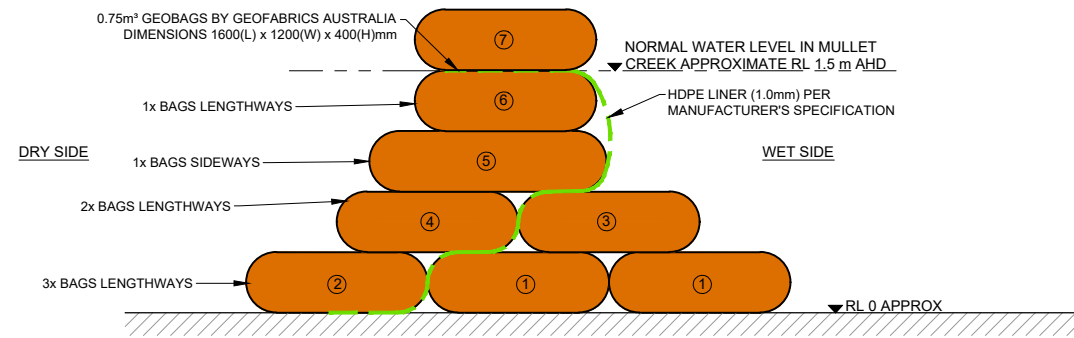 0.75m³ GEOBAGS BY GEOFABRICS AUSTRALIA
DIMENSIONS 1600(L) x 1200(W) x 400(H)mm
⑦
NORMAL WATER LEVEL IN MULLET
CREEK APPROXIMATE RL 1.5 m AHD
1x BAGS LENGTHWAYS
⑥
HDPE LINER (1.0mm) PER
MANUFACTURER'S SPECIFICATION
DRY SIDE
1x BAGS SIDEWAYS
⑤
WET SIDE
2x BAGS LENGTHWAYS
④
③
3x BAGS LENGTHWAYS
②
①
①
RL 0 APPROX